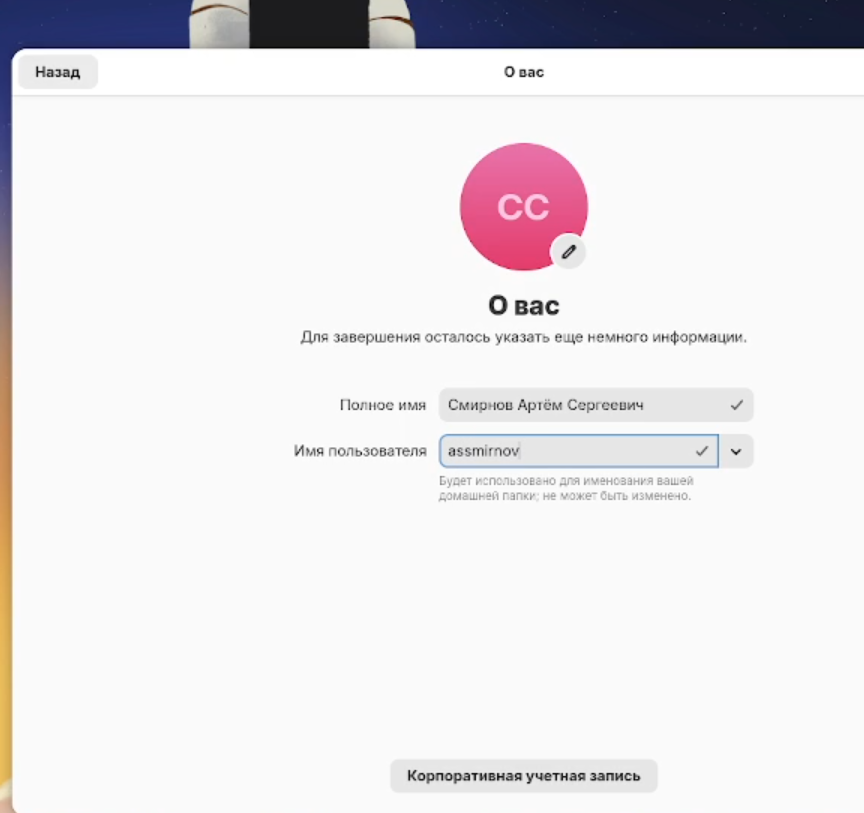 Назад
О вас
СС
О вас
Для завершения осталось указать еще немного информации.
Полное имя
Смирнов Артём Сергеевич
Имя пользователя
assmirnov
Будет использовано для именования вашей
домашней папки; не может быть изменено.
Корпоративная учетная запись